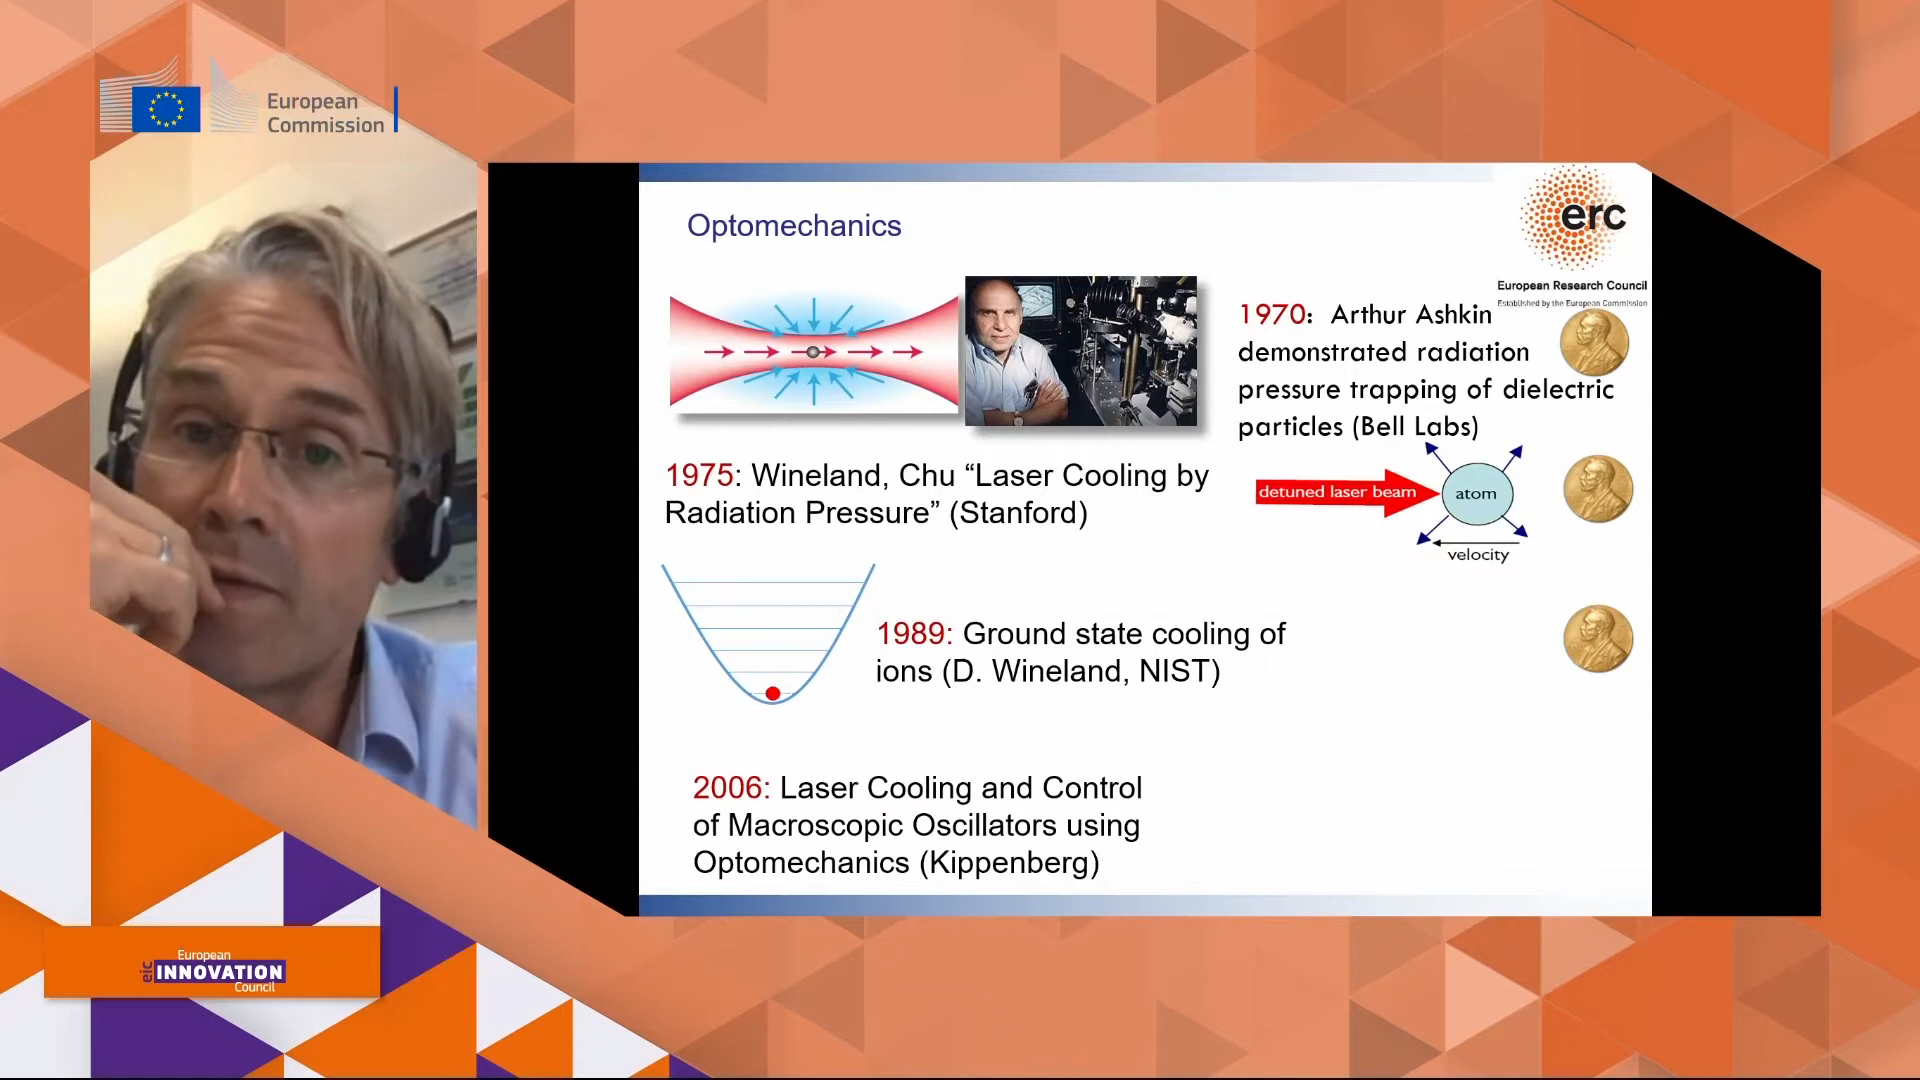 European
Commission
Optomechanics
erc
European Research Council
Established by the European Commission
1970: Arthur Ashkin
demonstrated radiation
pressure trapping of dielectric
particles (Bell Labs)
1975: Wineland, Chu “Laser Cooling by
Radiation Pressure” (Stanford)
detuned laser beam
atom
velocity
1989: Ground state cooling of
ions (D. Wineland, NIST)
2006: Laser Cooling and Control
of Macroscopic Oscillators using
Optomechanics (Kippenberg)
European
eic INNOVATION
Council